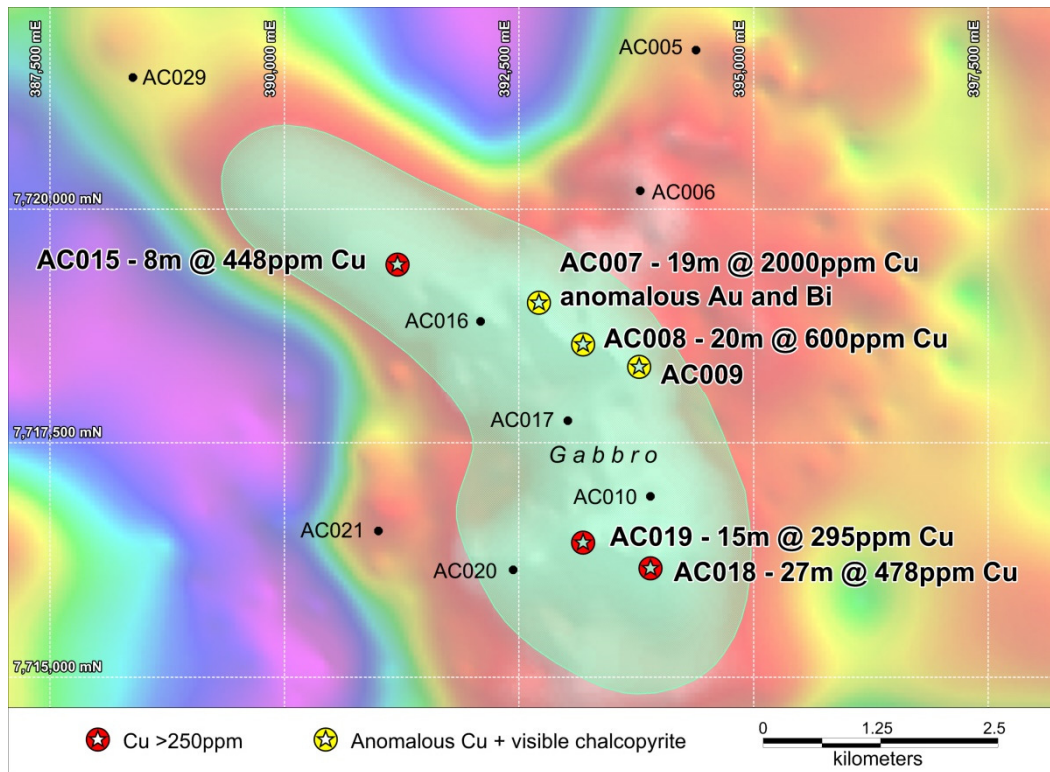 387,500 mE
390,000 mE
392,500 mE
395,000 mE
397,500 mE
AC005
AC029
7,720,000 mN
AC006
AC015 - 8m @ 448ppm Cu
AC007 - 19m @ 2000ppm Cu
anomalous Au and Bi
AC016
AC008 - 20m @ 600ppm Cu
AC009
AC017
7,717,500 mN
Gabbro
AC010
AC021
AC019 - 15m @ 295ppm Cu
AC020
AC018 - 27m @ 478ppm Cu
7,715,000 mN
Cu >250ppm
Anomalous Cu + visible chalcopyrite
0 1.25 2.5
kilometers